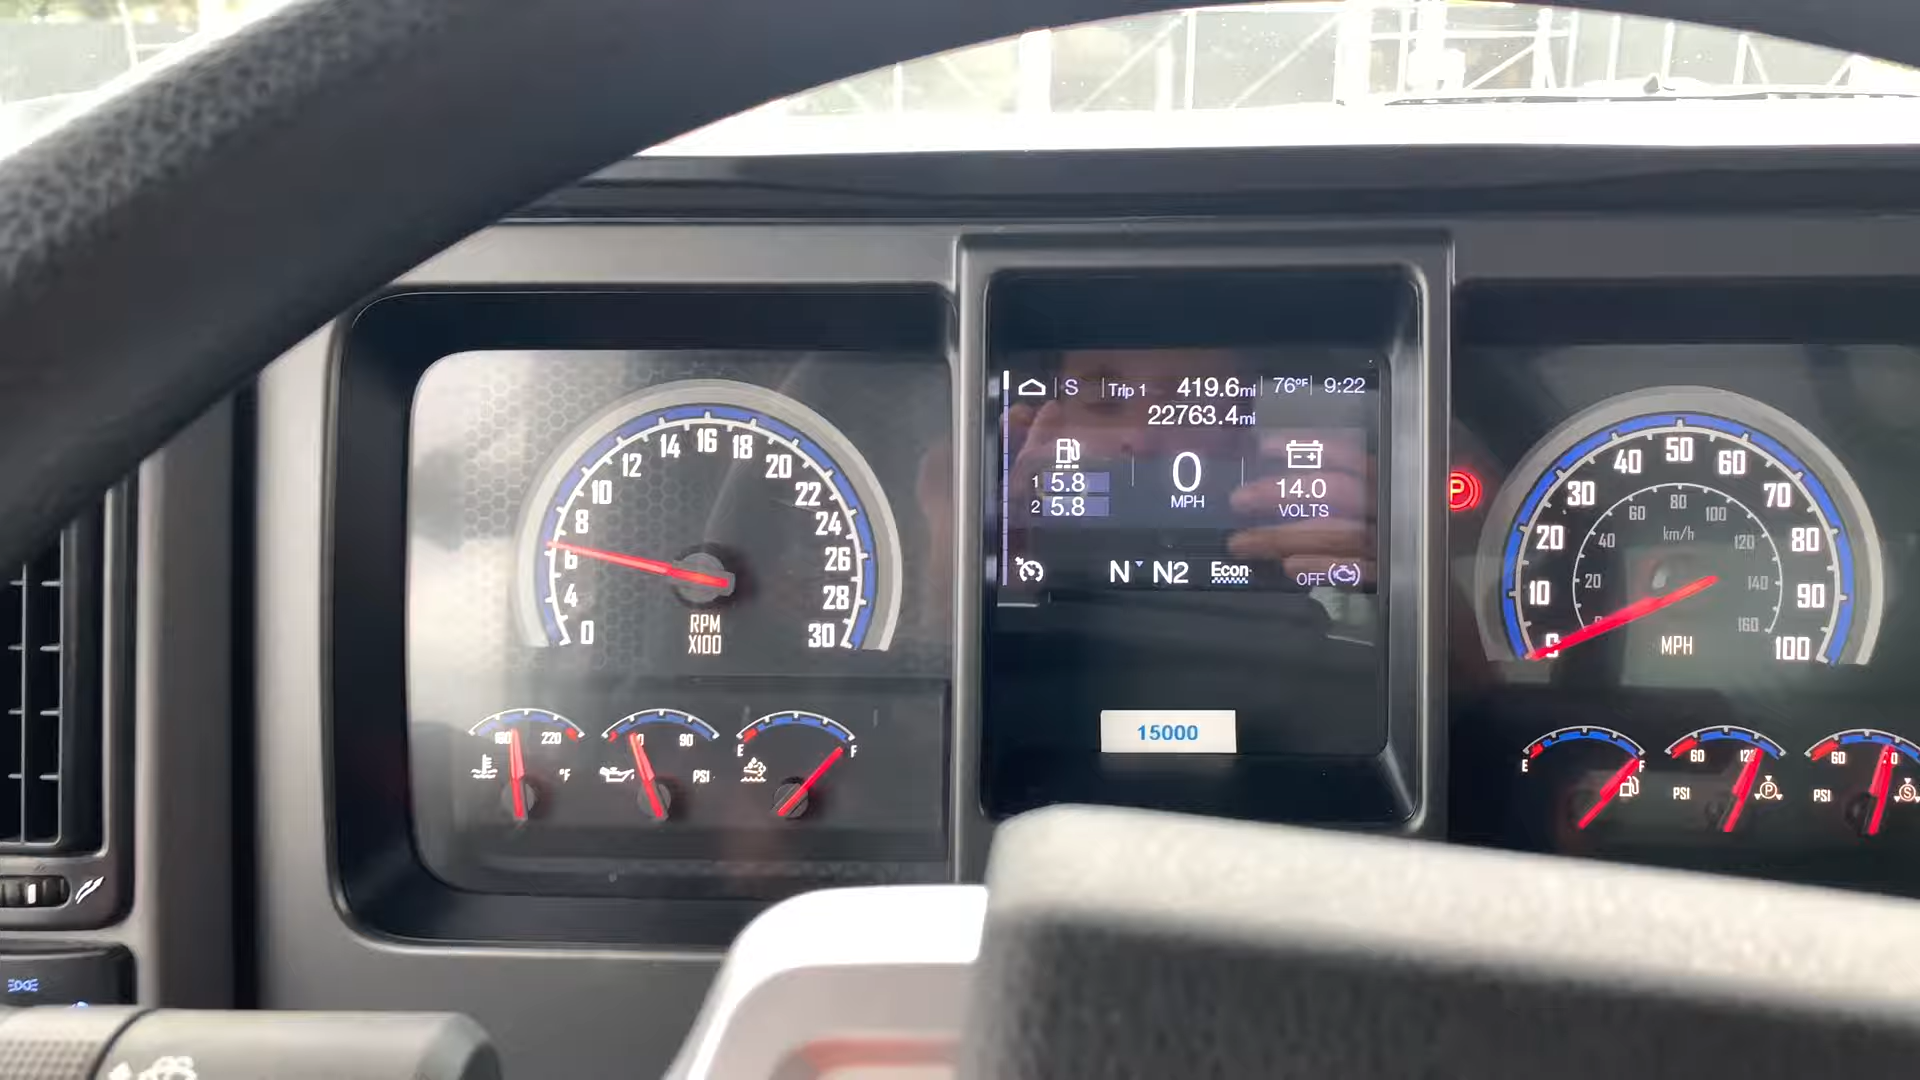 S Trip 1 419.6mi 76°F 9:22
22763.4mi
1 5.8
2 5.8
0
MPH
14.0
VOLTS
N N2 Econ OFF
15000
0 4 6 8 10 12 14 16 18 20 22 24 26 28 30
RPM
X100
220
°F
90
PSI
E F
P
0 10 20 30 40 50 60 70 80 90 100
20 40 60 80 100 120 140 160
km/h
MPH
E F
60
PSI
P
60
PSI
S